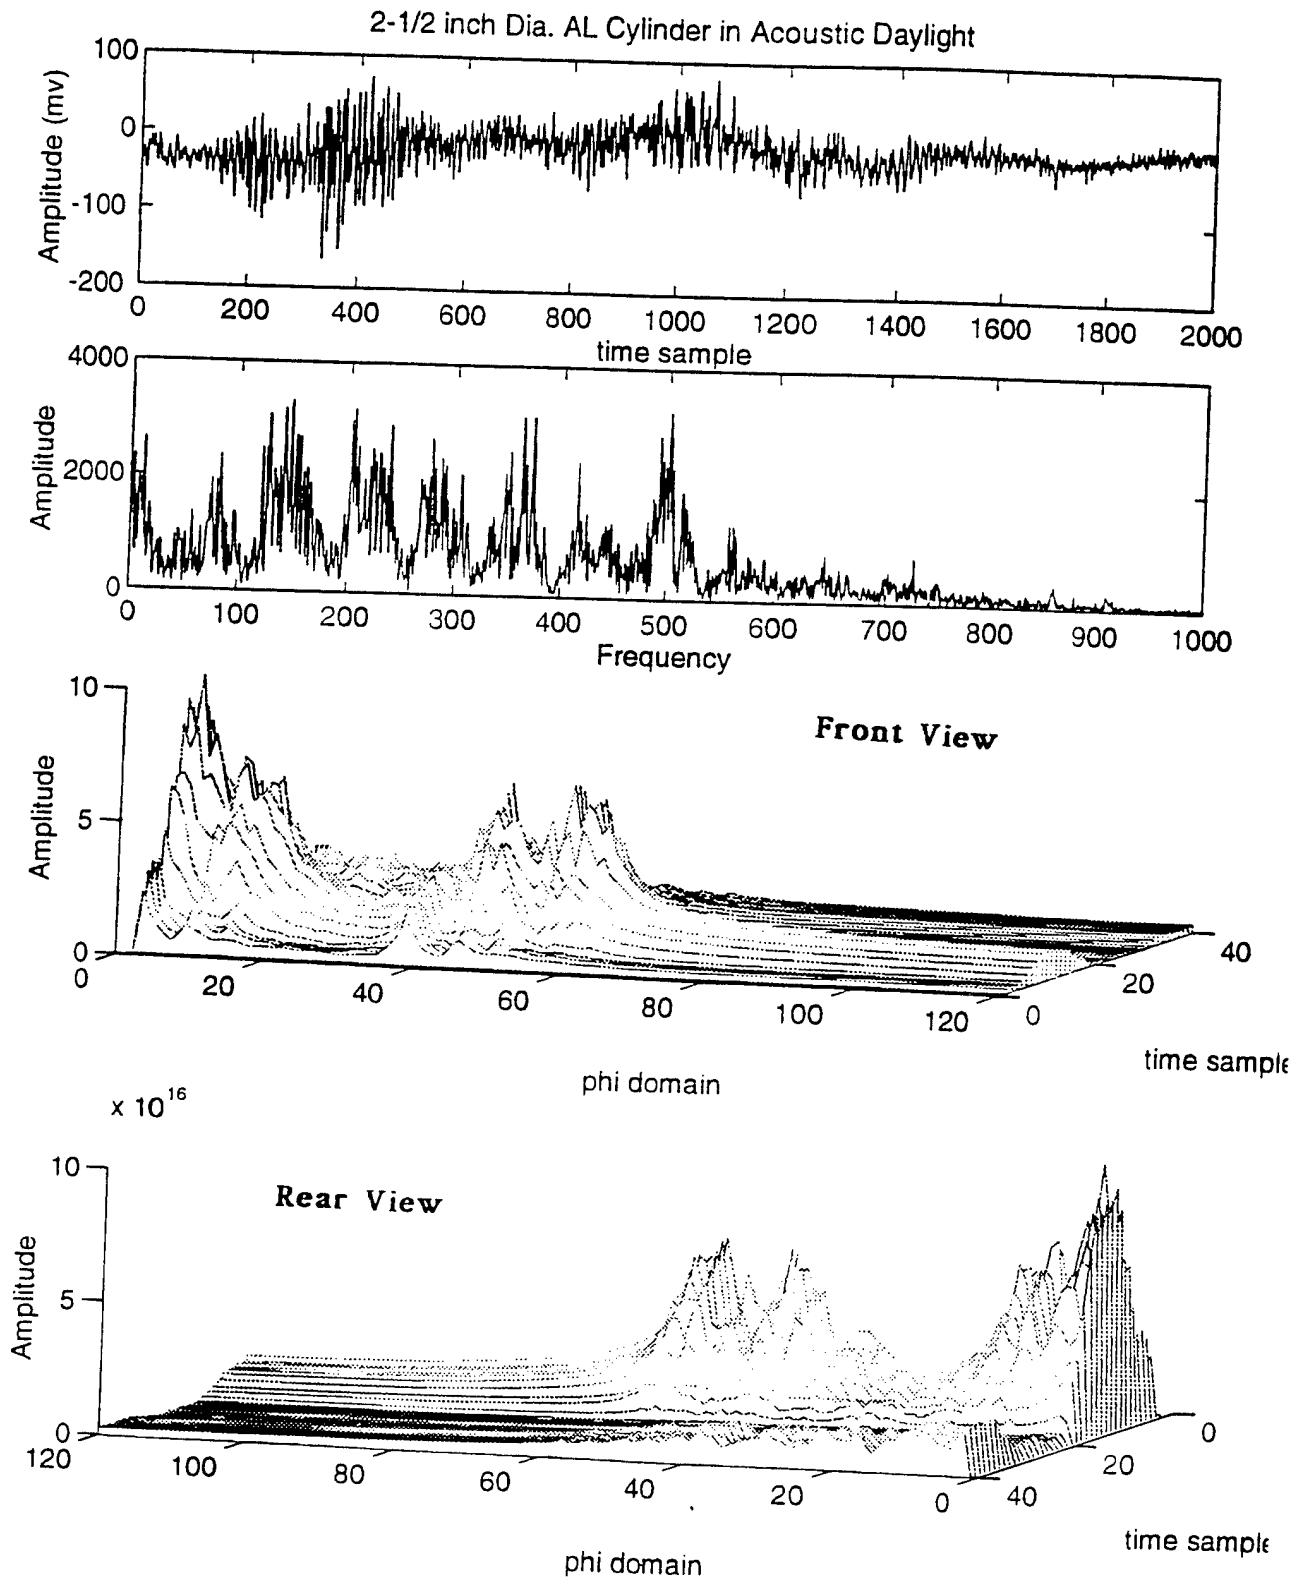 2-1/2 inch Dia. AL Cylinder in Acoustic Daylight
100
0
-100
-200
Amplitude (mv)
0 200 400 600 800 1000 1200 1400 1600 1800 2000
time sample
4000
2000
0
Amplitude
0 100 200 300 400 500 600 700 800 900 1000
Frequency
10
5
0
Amplitude
Front View
0 20 40 60 80 100 120
0 20 40
time sample
phi domain
x 10^16
10
5
0
Amplitude
Rear View
120 100 80 60 40 20 0
40 20 0
time sample
phi domain